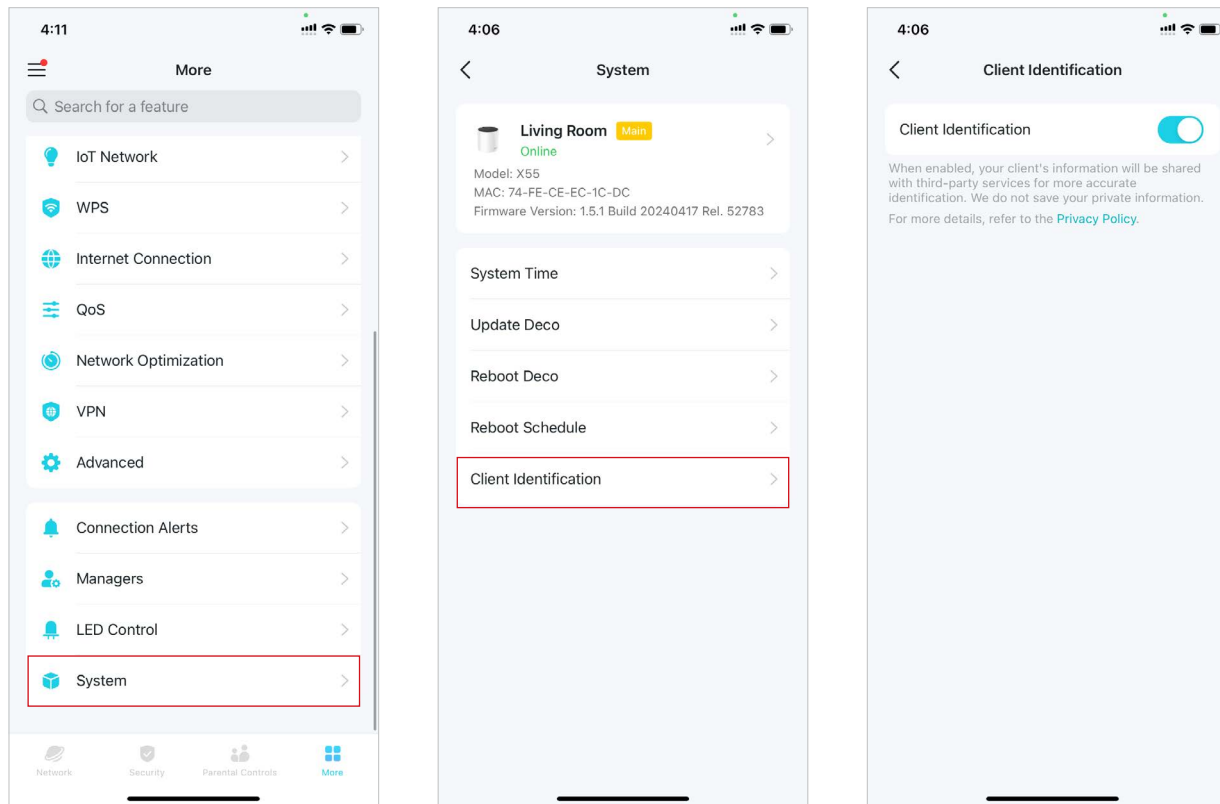 4:11
More
Search for a feature
IoT Network
WPS
Internet Connection
QoS
Network Optimization
VPN
Advanced
Connection Alerts
Managers
LED Control
System
Network
Security
Parental Controls
More
4:06
System
Living Room
Main
Online
Model: X55
MAC: 74-FE-CE-EC-1C-DC
Firmware Version: 1.5.1 Build 20240417 Rel. 52783
System Time
Update Deco
Reboot Deco
Reboot Schedule
Client Identification
4:06
Client Identification
Client Identification
When enabled, your client's information will be shared
with third-party services for more accurate
identification. We do not save your private information.
For more details, refer to the Privacy Policy.